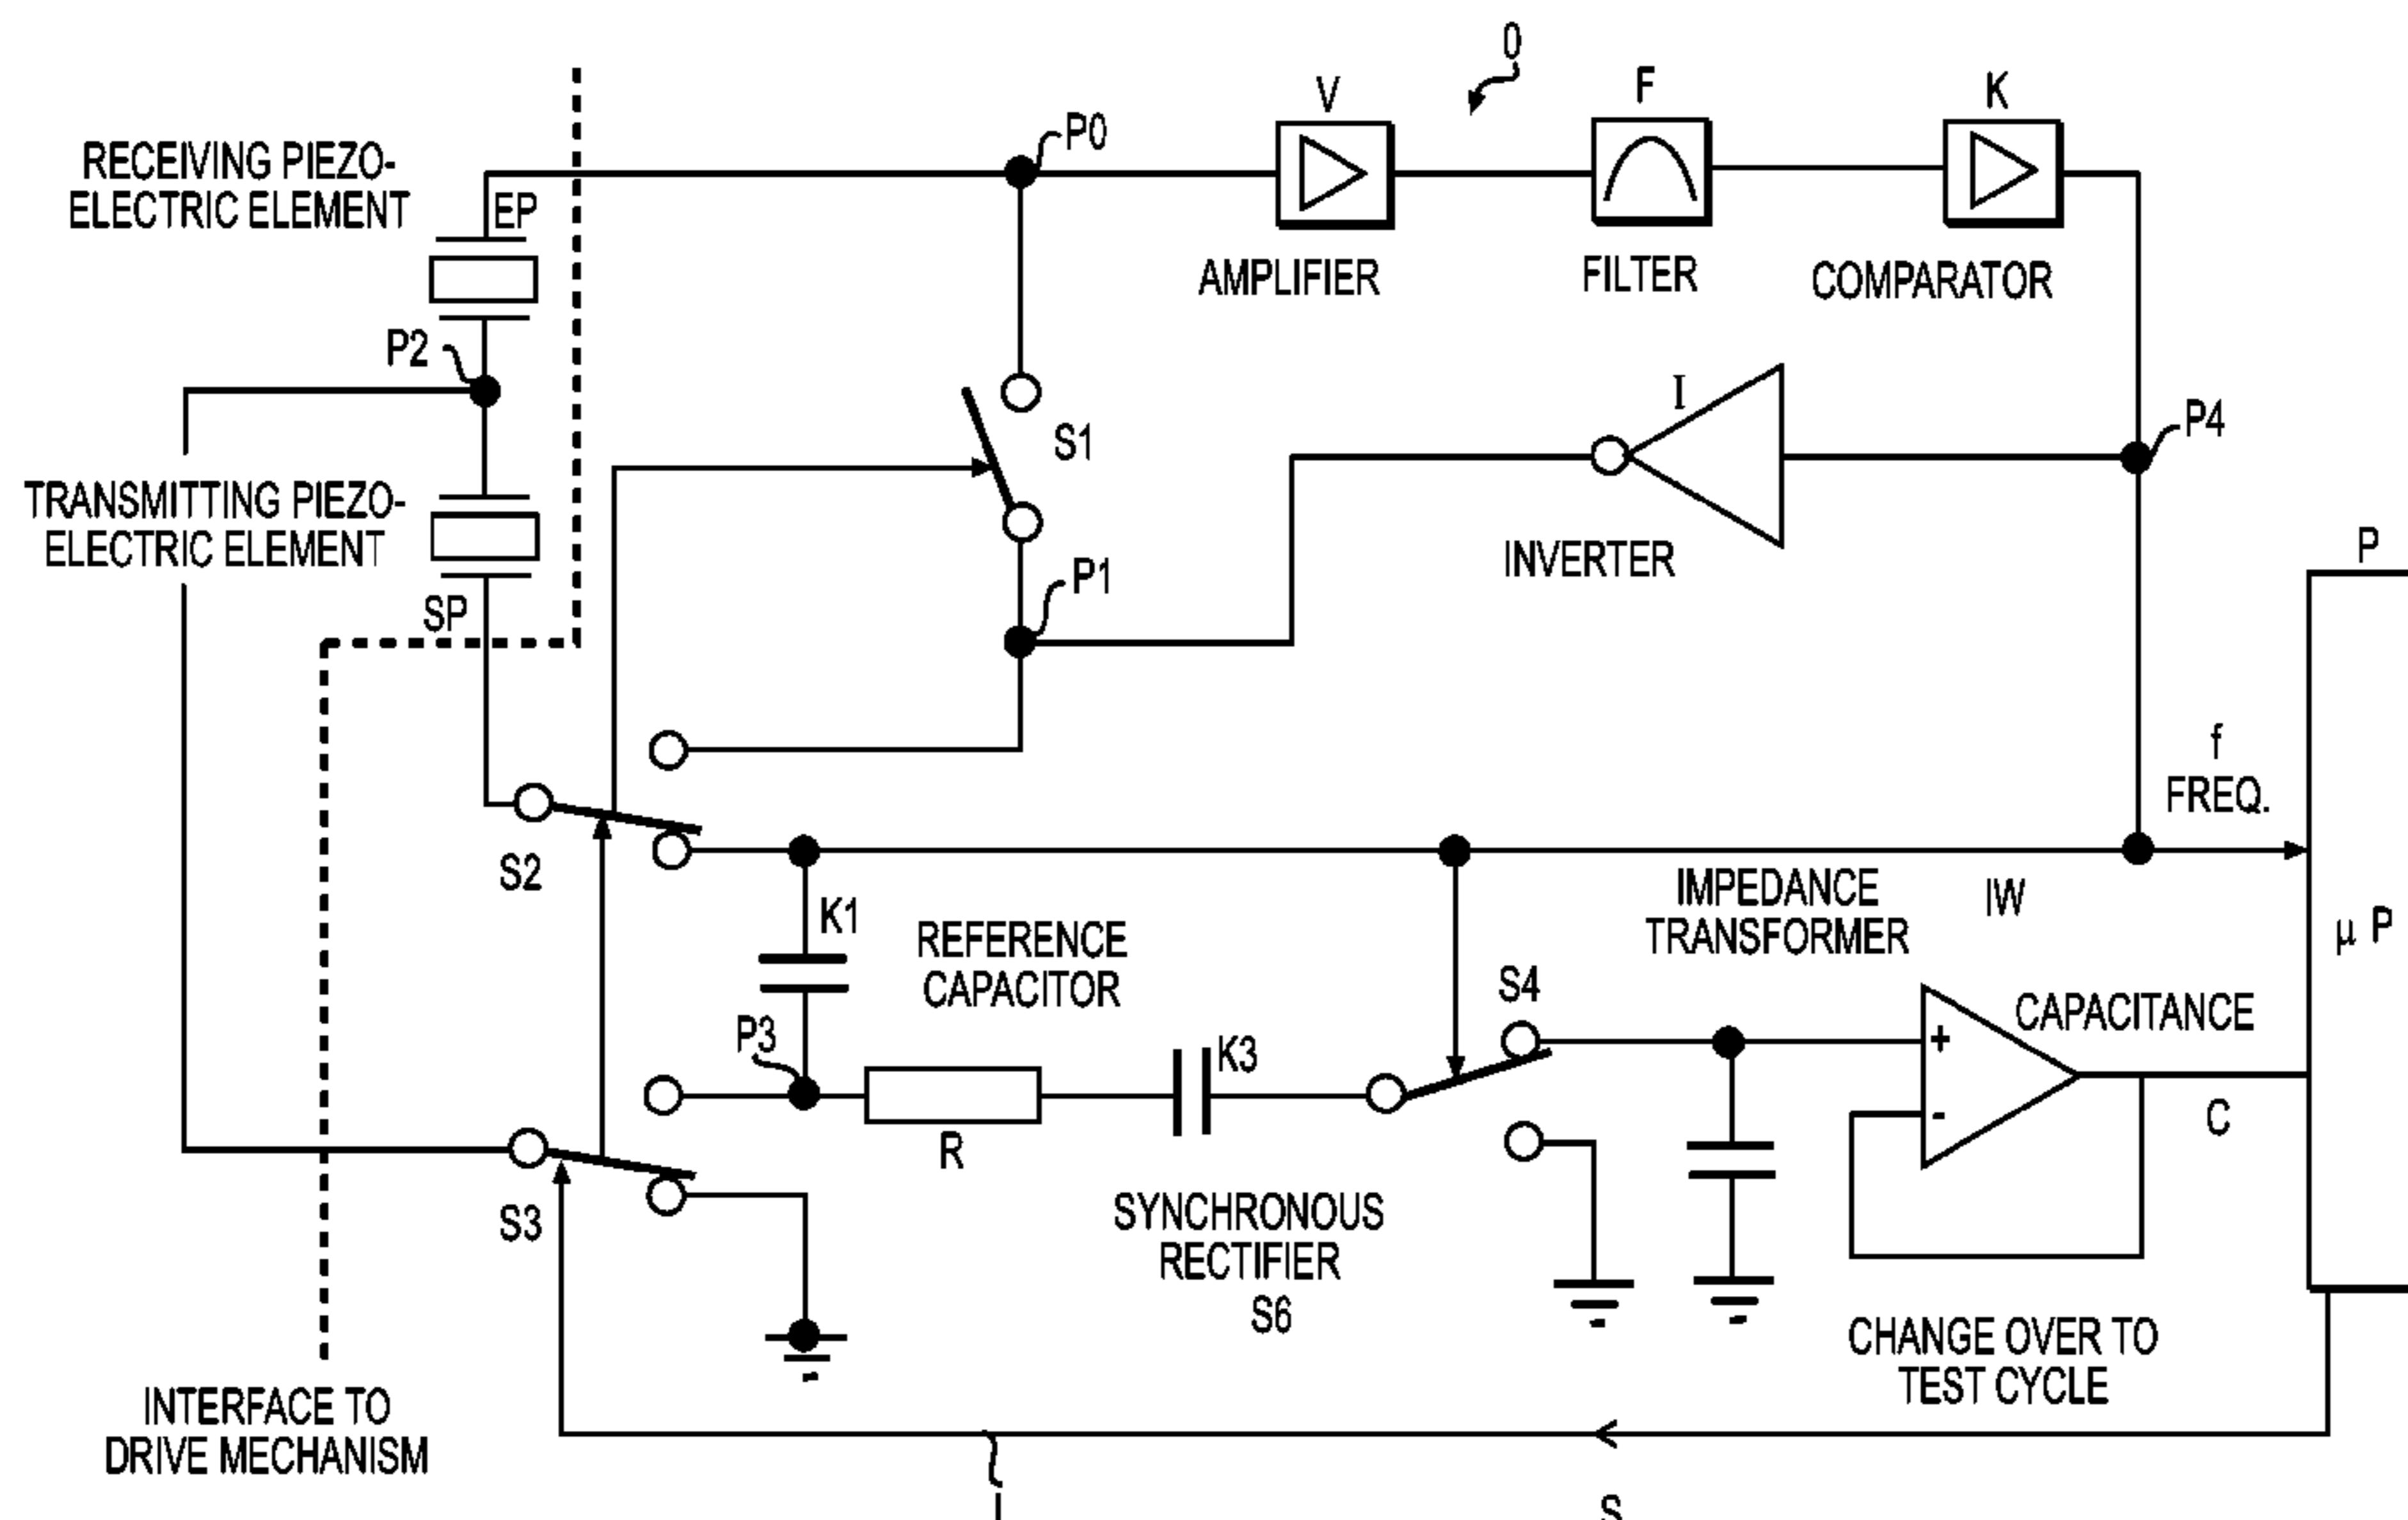 0
V
F
K
P0
RECEIVING PIEZO-
ELECTRIC ELEMENT
EP
AMPLIFIER
FILTER
COMPARATOR
P2
I
S1
P4
TRANSMITTING PIEZO-
ELECTRIC ELEMENT
INVERTER
P
P1
SP
f
FREQ.
S2
K1
REFERENCE
CAPACITOR
IMPEDANCE
TRANSFORMER
IW
μ P
S4
CAPACITANCE
P3
K3
+
-
C
R
S3
SYNCHRONOUS
RECTIFIER
S6
CHANGE OVER TO
TEST CYCLE
INTERFACE TO
DRIVE MECHANISM
S